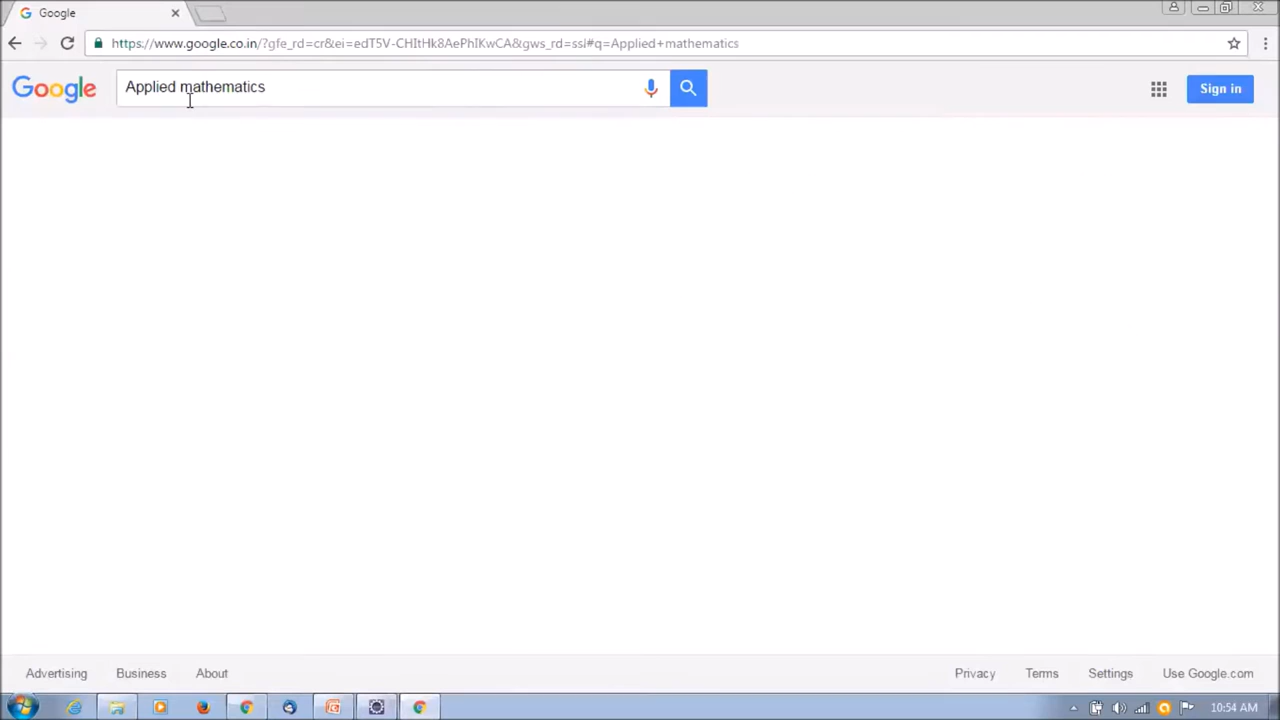 Google
https://www.google.co.in/?gfe_rd=cr&ei=edT5V-CHItHk8AePhIKwCA&gws_rd=ssl#q=Applied+mathematics
Google Applied mathematics Sign in
Advertising Business About Privacy Terms Settings Use Google.com
10:54 AM